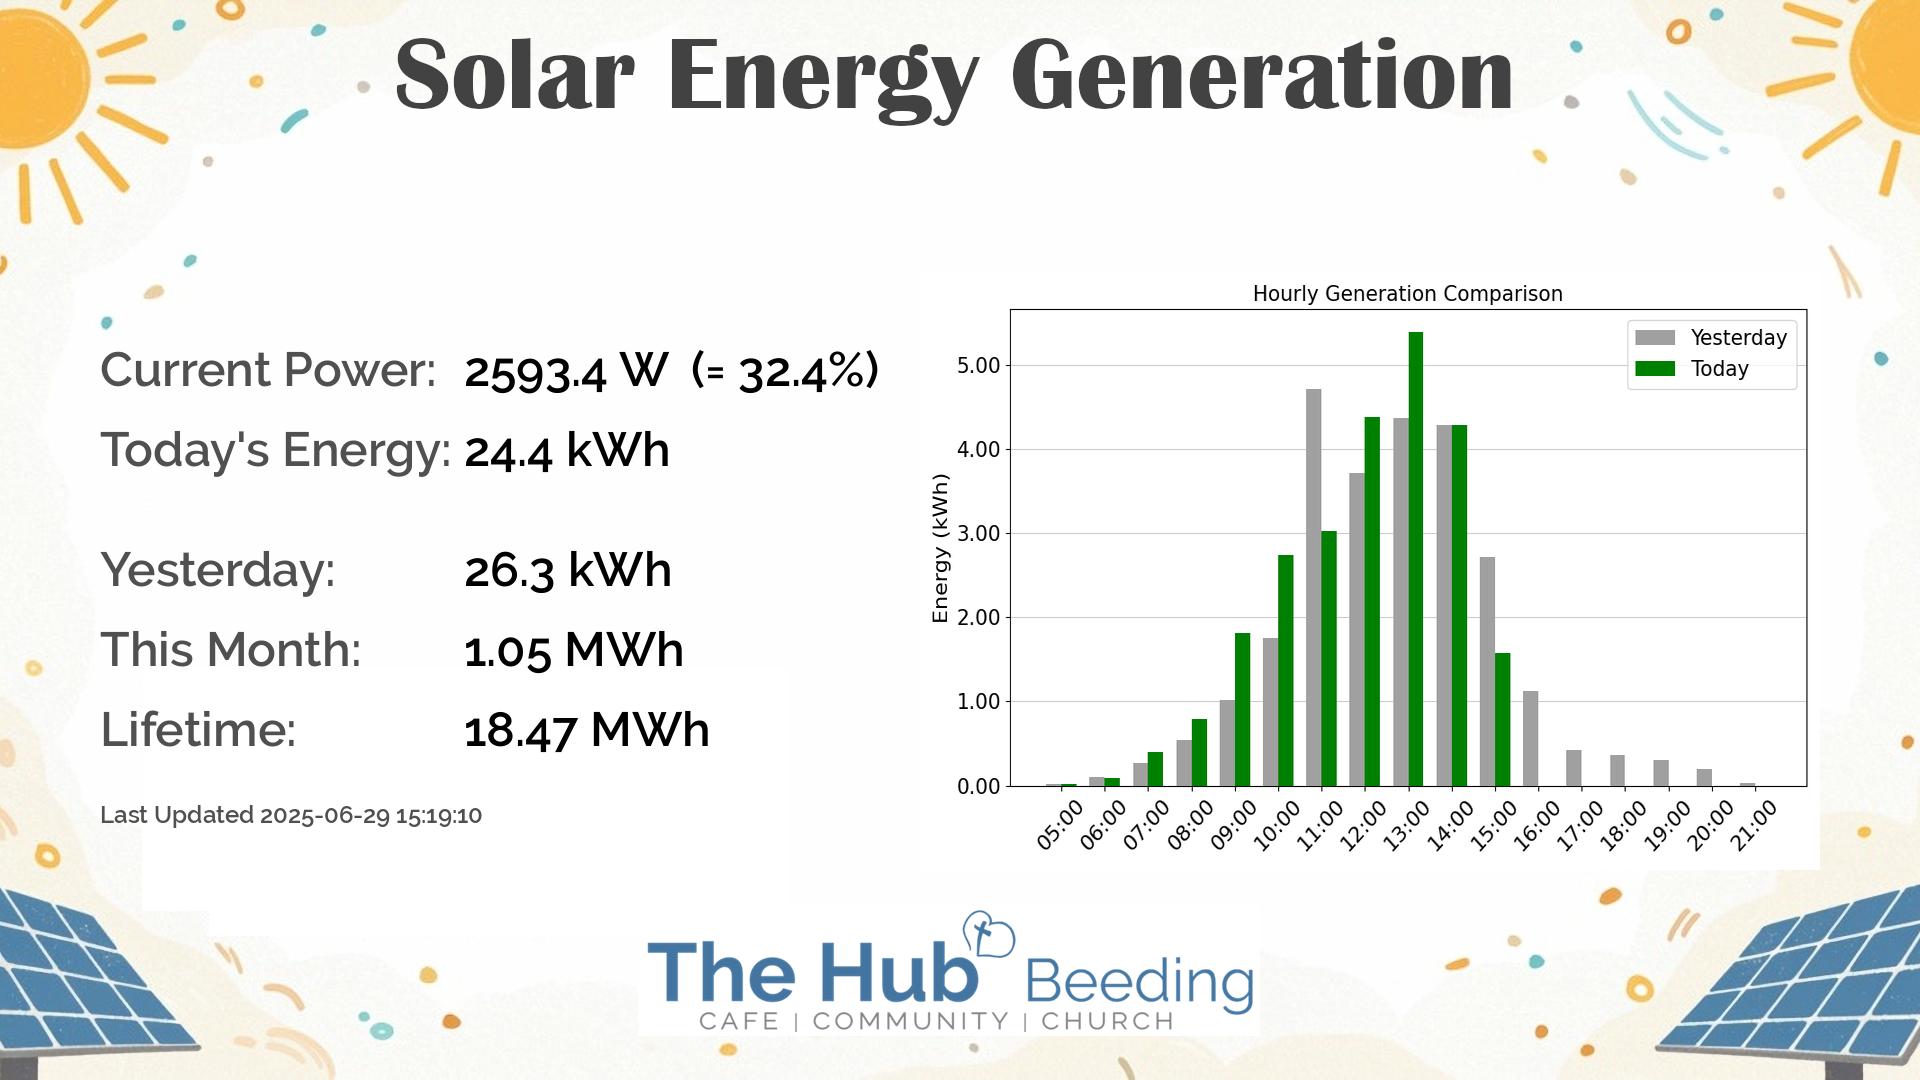 Solar Energy Generation
Current Power: 2593.4 W (= 32.4%)
Today's Energy: 24.4 kWh
Yesterday: 26.3 kWh
This Month: 1.05 MWh
Lifetime: 18.47 MWh
Last Updated 2025-06-29 15:19:10
Hourly Generation Comparison
Yesterday
Today
Energy (kWh)
5.00
4.00
3.00
2.00
1.00
0.00
05:00 06:00 07:00 08:00 09:00 10:00 11:00 12:00 13:00 14:00 15:00 16:00 17:00 18:00 19:00 20:00 21:00
The Hub Beeding
CAFE | COMMUNITY | CHURCH